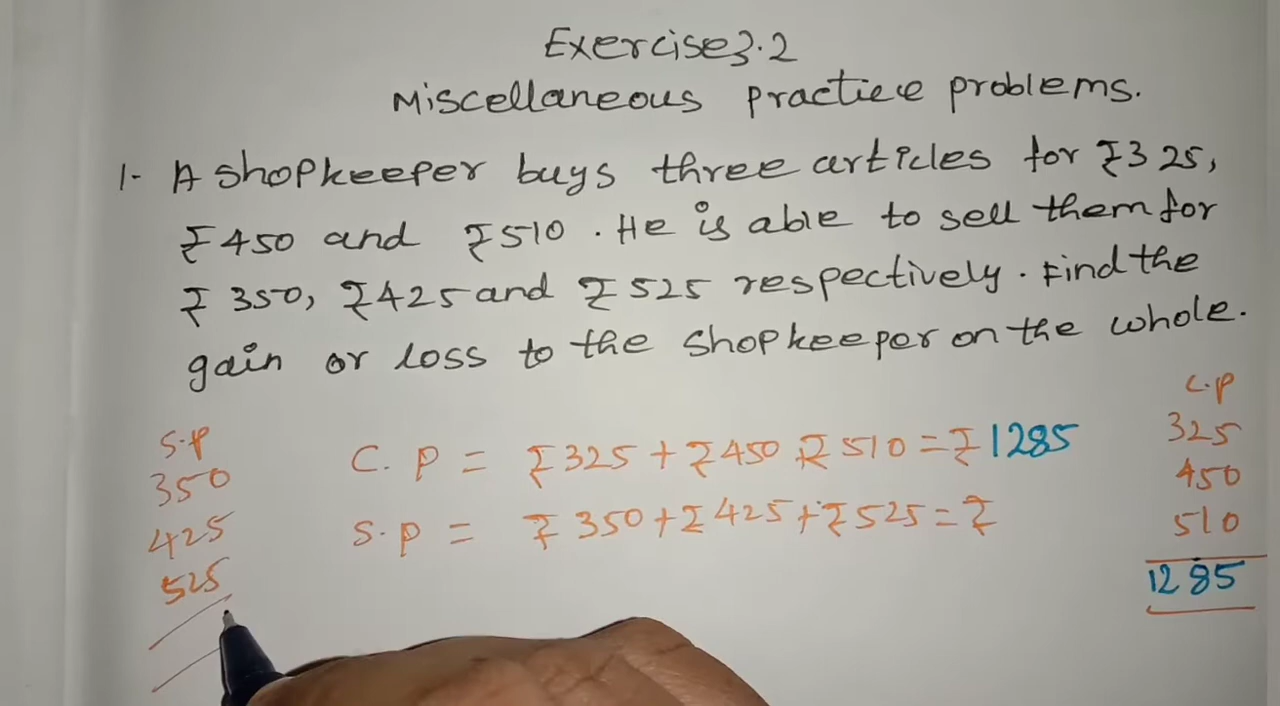 Exercise3.2
Miscellaneous practice problems.
1- A shopkeeper buys three articles for ₹325,
₹450 and ₹510. He is able to sell them for
₹350, ₹425 and ₹525 respectively. Find the
gain or loss to the shopkeeper on the whole.
S.P
350
425
525
C.P = ₹325+₹450 ₹510=₹1285
S.P = ₹350+₹425+₹525=₹
C.P
325
450
510
1285